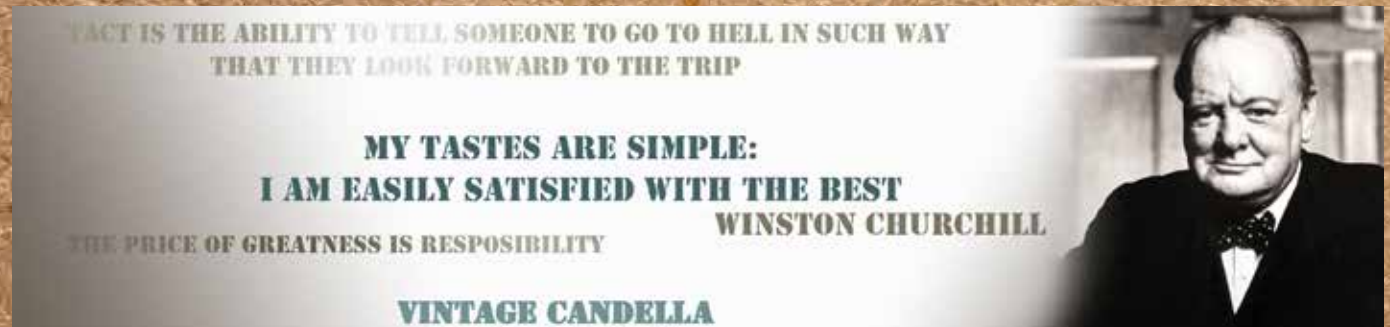 TACT IS THE ABILITY TO TELL SOMEONE TO GO TO HELL IN SUCH WAY
THAT THEY LOOK FORWARD TO THE TRIP
MY TASTES ARE SIMPLE:
I AM EASILY SATISFIED WITH THE BEST
WINSTON CHURCHILL
THE PRICE OF GREATNESS IS RESPOSIBILITY
VINTAGE CANDELLA